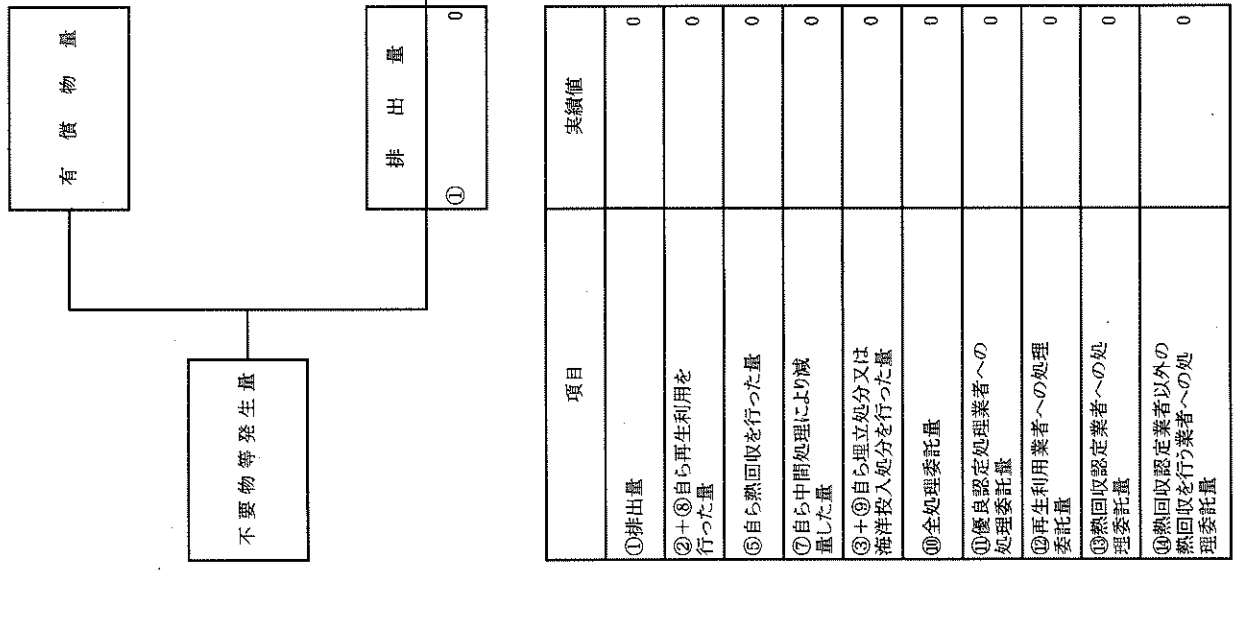 不要物等発生量
有償物量
排出量
① 0
項目 実績値
①排出量 0
②+⑧自ら再生利用を
行った量 0
⑤自ら熱回収を行った量 0
⑦自ら中間処理により減
量した量 0
③+⑨自ら埋立処分又は
海洋投入処分を行った量 0
⑩全処理委託量 0
⑪優良認定処理業者への
処理委託量 0
⑫再生利用業者への処理
委託量 0
⑬熱回収認定業者への処
理委託量 0
⑭熱回収認定業者以外の
熱回収を行う業者への処
理委託量 0